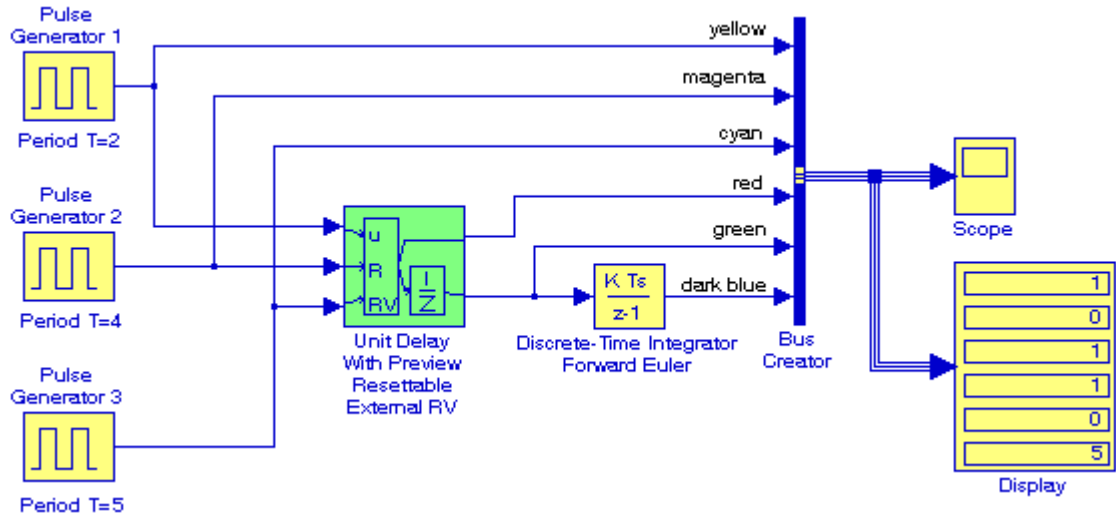 Pulse
Generator 1
Period T=2
Pulse
Generator 2
Period T=4
Pulse
Generator 3
Period T=5
u
R
RV
1
Z
Unit Delay
With Preview
Resettable
External RV
K Ts
z-1
Discrete-Time Integrator
Forward Euler
yellow
magenta
cyan
red
green
dark blue
Bus
Creator
Scope
1
0
1
1
0
5
Display